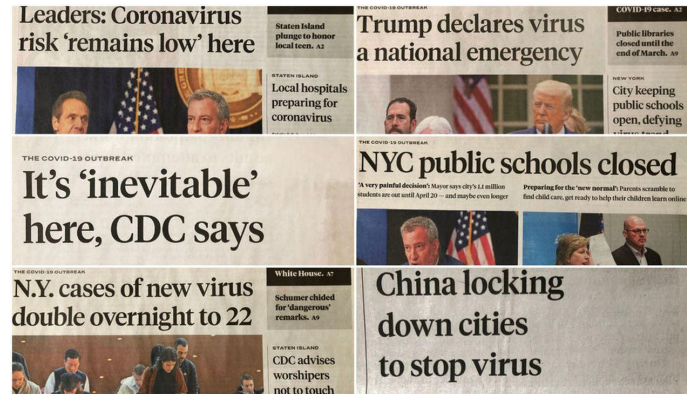 Leaders: Coronavirus
risk ‘remains low’ here
Staten Island
plunge to honor
local teen. A2
STATEN ISLAND
Local hospitals
preparing for
coronavirus
THE COVID-19 OUTBREAK
Trump declares virus
a national emergency
COVID-19 case. A2
Public libraries
closed until the
end of March. A9
NEW YORK
City keeping
public schools
open, defying
THE COVID-19 OUTBREAK
It’s ‘inevitable’
here, CDC says
THE COVID-19 OUTBREAK
NYC public schools closed
‘A very painful decision’: Mayor says city’s 1.1 million
students are out until April 20 — and maybe even longer
Preparing for the ‘new normal’: Parents scramble to
find child care, get ready to help their children learn online
THE COVID-19 OUTBREAK
N.Y. cases of new virus
double overnight to 22
White House. A7
Schumer chided
for ‘dangerous’
remarks. A9
STATEN ISLAND
CDC advises
worshipers
not to touch
China locking
down cities
to stop virus